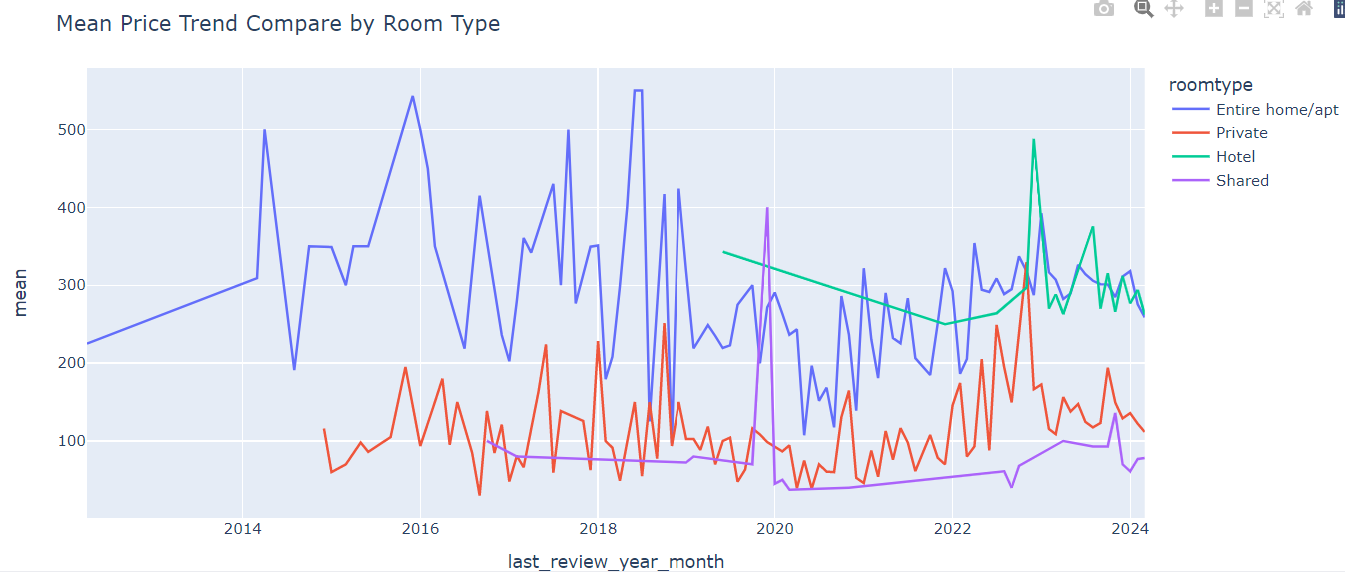 Mean Price Trend Compare by Room Type
roomtype
Entire home/apt
Private
Hotel
Shared
500
400
300
200
100
mean
2014 2016 2018 2020 2022 2024
last_review_year_month